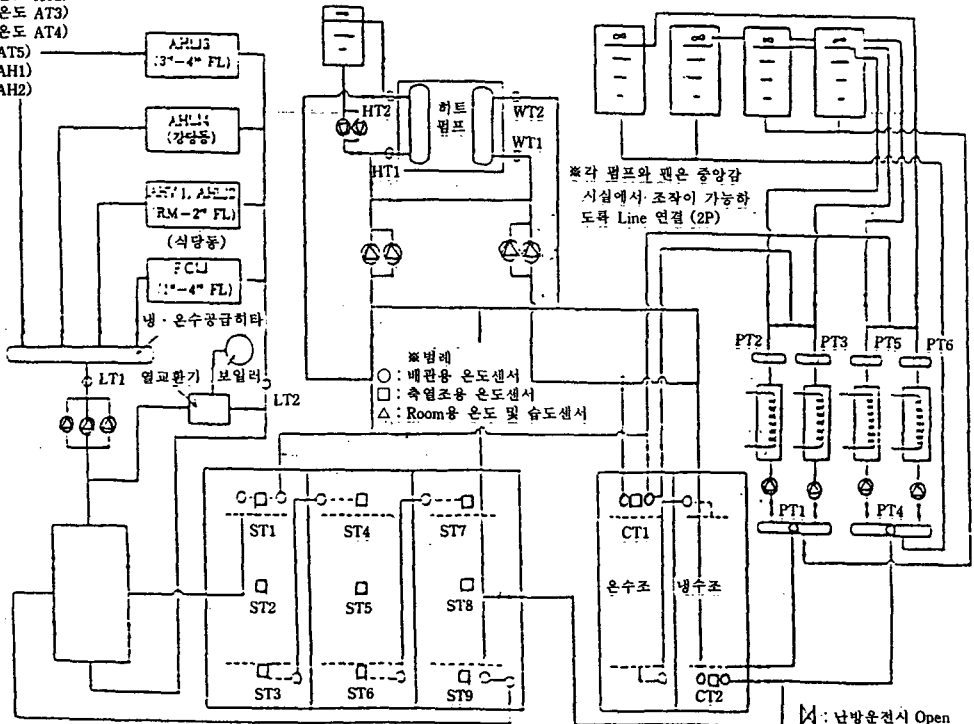 온도 AT3)
온도 AT4)
AT5)
AH1)
AH2)
(3"-4" FL)
(강당동)
(RM-2" FL)
(식당동)
(1"-4" FL)
냉·온수공급히타
LT1
열교환기
보일러
LT2
HT2
히트
펌프
WT2
HT1
WT1
※각 펌프와 팬은 중앙감
시실에서 조작이 가능하
도록 Line 연결 (2P)
※범례
○ : 배관용 온도센서
□ : 축열조용 온도센서
△ : Room용 온도 및 습도센서
PT2
PT3
PT5
PT6
PT1
PT4
ST1
ST4
ST7
CT1
ST2
ST5
ST8
온수조
냉수조
ST3
ST6
ST9
CT2
: 난방운전시 Open